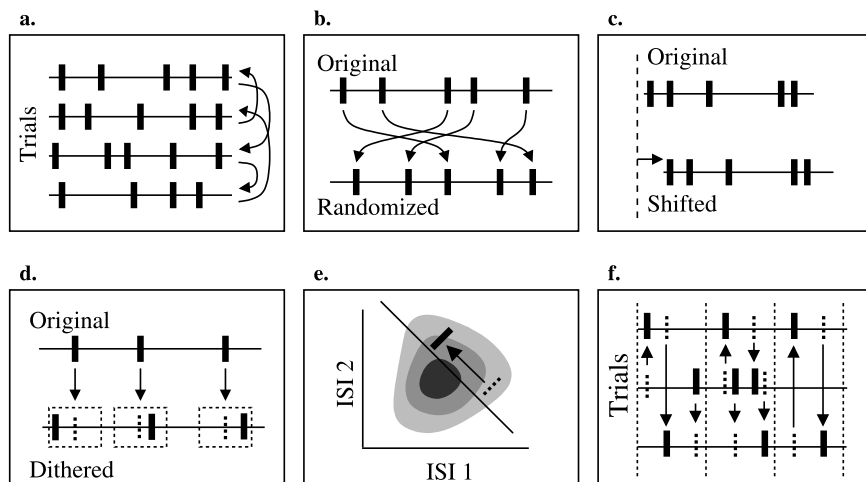 a.
Trials
b.
Original
Randomized
c.
Original
Shifted
d.
Original
Dithered
e.
ISI 2
ISI 1
f.
Trials